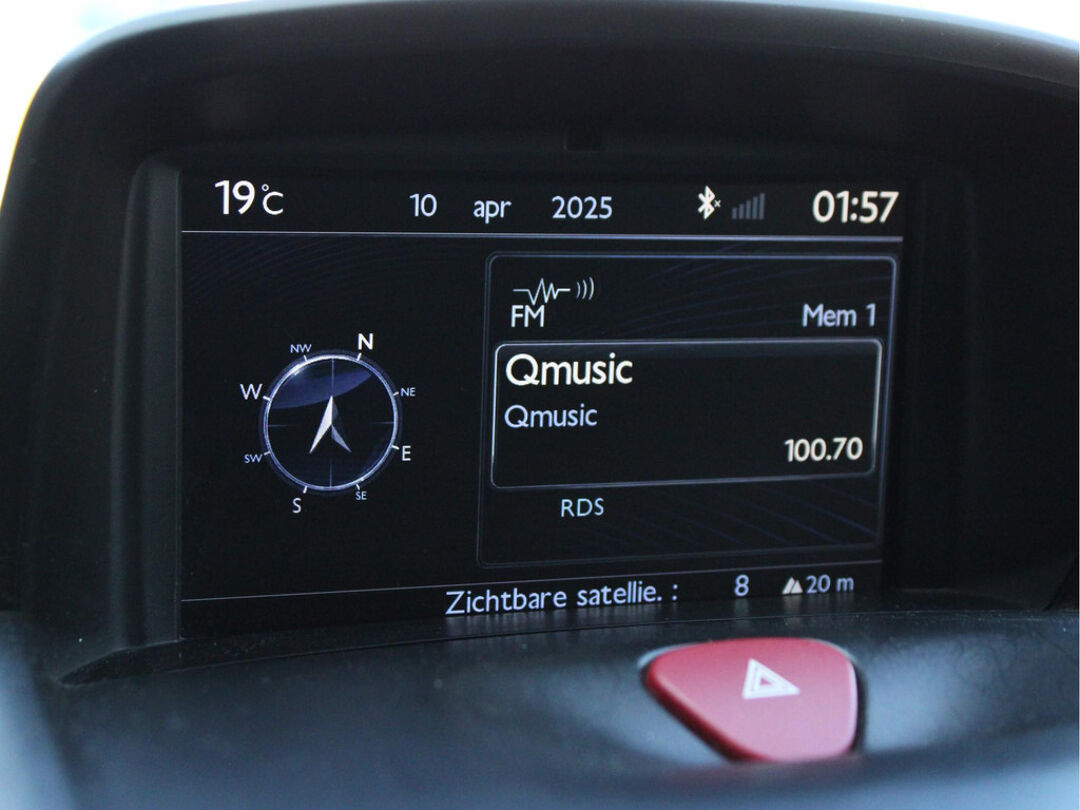 19°C 10 apr 2025 01:57
FM Mem 1
Qmusic
Qmusic
100.70
RDS
N
NW
NE
W
E
SW
SE
S
Zichtbare satellie. : 8 20 m